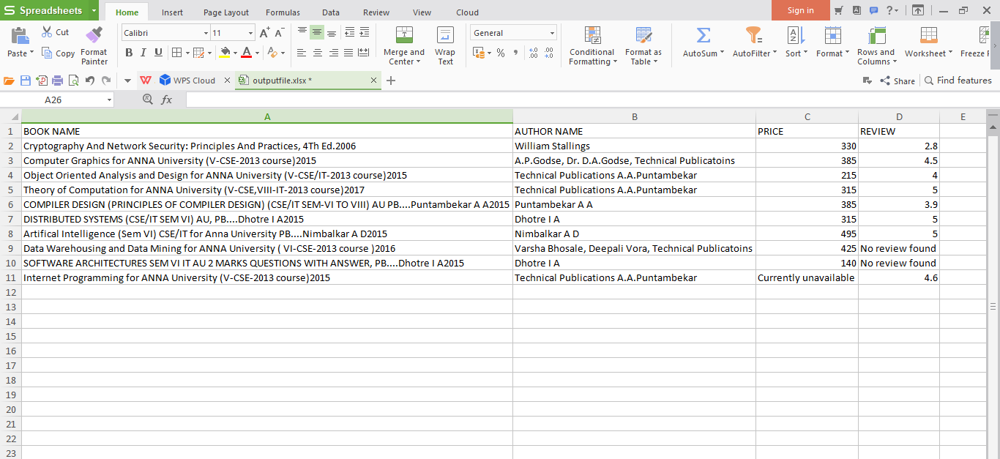 Spreadsheets Home Insert Page Layout Formulas Data Review View Cloud Sign in
Cut Calibri 11 General
Paste Copy Format Painter Merge and Center Wrap Text Conditional Formatting Format as Table AutoSum AutoFilter Sort Format Rows and Columns Worksheet Freeze
WPS Cloud outputfile.xlsx * Share Find features
A26 fx
A B C D E
1 BOOK NAME AUTHOR NAME PRICE REVIEW
2 Cryptography And Network Security: Principles And Practices, 4Th Ed.2006 William Stallings 330 2.8
3 Computer Graphics for ANNA University (V-CSE-2013 course)2015 A.P.Godse, Dr. D.A.Godse, Technical Publicatoins 385 4.5
4 Object Oriented Analysis and Design for ANNA University (V-CSE/IT-2013 course)2015 Technical Publications A.A.Puntambekar 215 4
5 Theory of Computation for ANNA University (V-CSE,VIII-IT-2013 course)2017 Technical Publications A.A.Puntambekar 315 5
6 COMPILER DESIGN (PRINCIPLES OF COMPILER DESIGN) (CSE/IT SEM-VI TO VIII) AU PB....Puntambekar A A2015 Puntambekar A A 385 3.9
7 DISTRIBUTED SYSTEMS (CSE/IT SEM VI) AU, PB....Dhotre I A2015 Dhotre I A 315 5
8 Artifical Intelligence (Sem VI) CSE/IT for Anna University PB....Nimbalkar A D2015 Nimbalkar A D 495 5
9 Data Warehousing and Data Mining for ANNA University ( VI-CSE-2013 course )2016 Varsha Bhosale, Deepali Vora, Technical Publicatoins 425 No review found
10 SOFTWARE ARCHITECTURES SEM VI IT AU 2 MARKS QUESTIONS WITH ANSWER, PB....Dhotre I A2015 Dhotre I A 140 No review found
11 Internet Programming for ANNA University (V-CSE-2013 course)2015 Technical Publications A.A.Puntambekar Currently unavailable 4.6
12
13
14
15
16
17
18
19
20
21
22
23